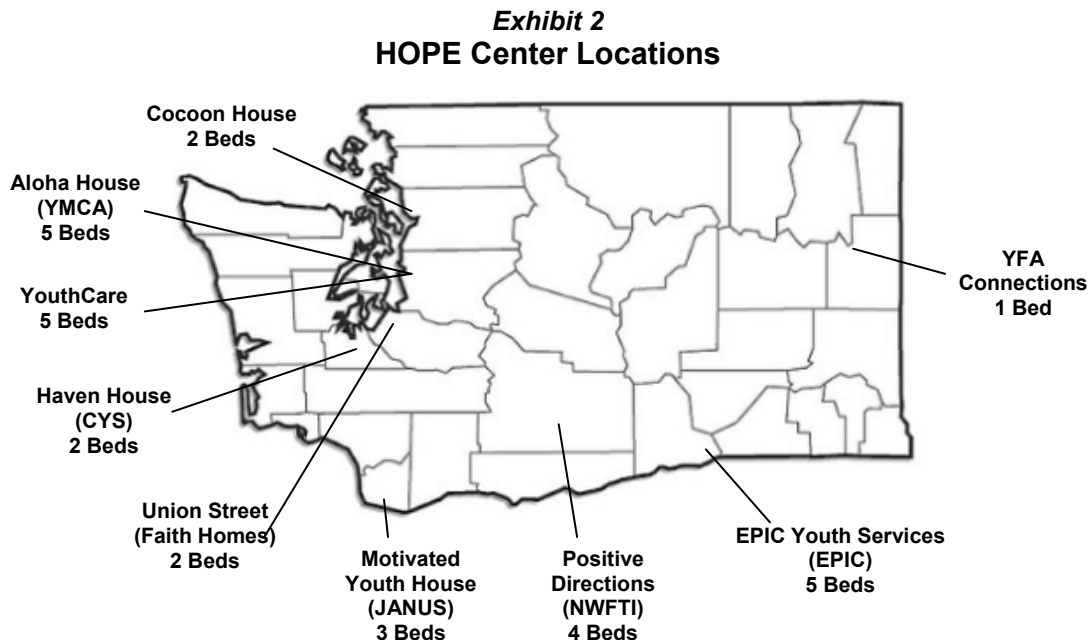 Exhibit 2
HOPE Center Locations
Cocoon House
2 Beds
Aloha House
(YMCA)
5 Beds
YouthCare
5 Beds
Haven House
(CYS)
2 Beds
Union Street
(Faith Homes)
2 Beds
Motivated
Youth House
(JANUS)
3 Beds
Positive
Directions
(NWFTI)
4 Beds
EPIC Youth Services
(EPIC)
5 Beds
YFA
Connections
1 Bed